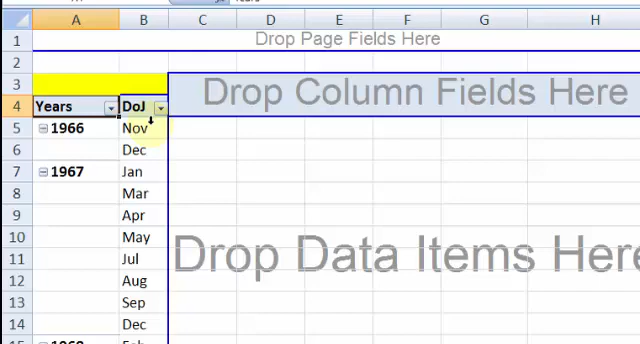 A B C D E F G H
1 Drop Page Fields Here
2
3 Drop Column Fields Here
4 Years DoJ
5 1966 Nov
6 Dec
7 1967 Jan
8 Mar
9 Apr
10 May
Drop Data Items Here
11 Jul
12 Aug
13 Sep
14 Dec